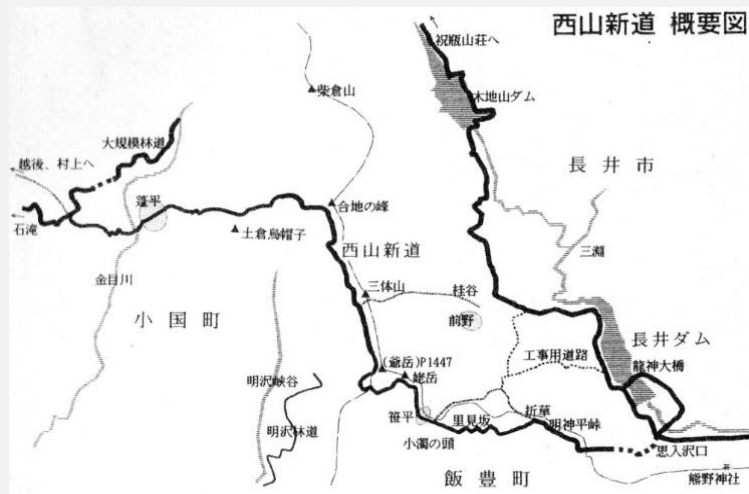 西山新道 概要図
祝瓶山荘へ
柴倉山
木地山ダム
大規模林道
越後、村上へ
長井市
蓬平
合地の峰
石滝
土倉烏帽子
西山新道
三淵
金目川
三体山
桂谷
小国町
前野
長井ダム
工事用道路
龍神大橋
(爺岳)P1447
姥岳
明沢峡谷
笹平
里見坂
折草
明神平峠
明沢林道
小濁の頭
思入沢口
飯豊町
熊野神社